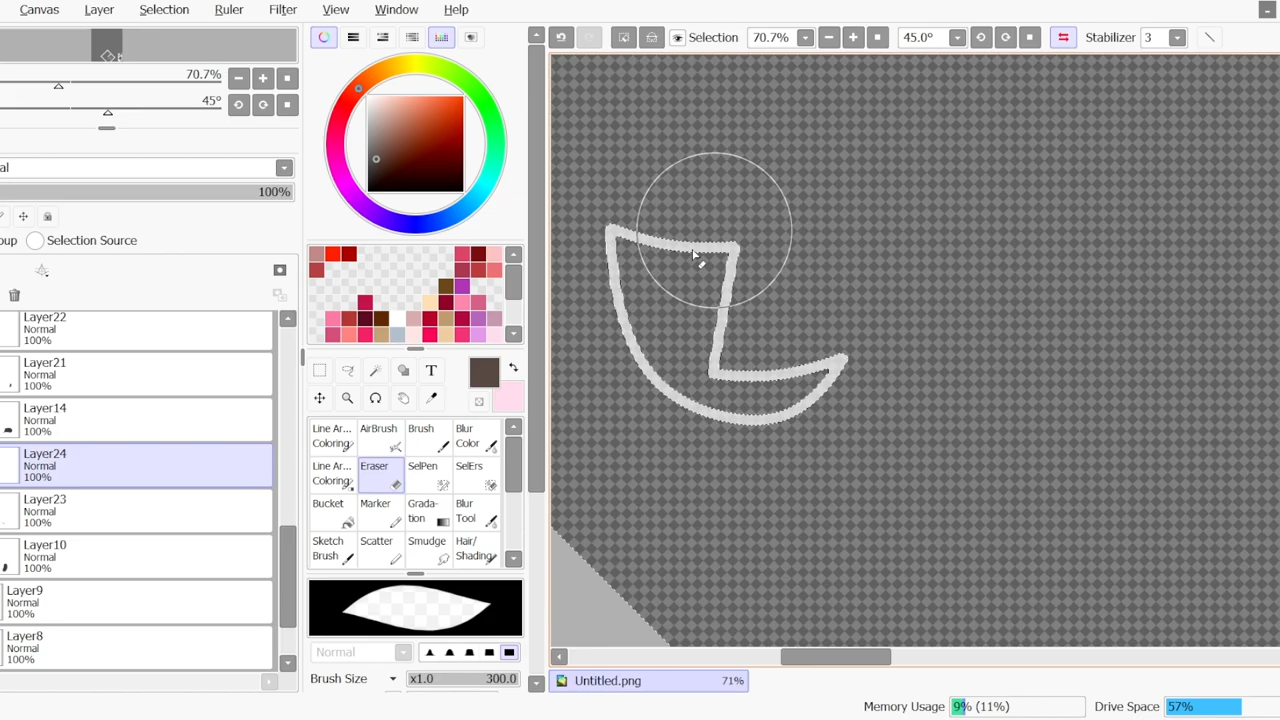 Canvas Layer Selection Ruler Filter View Window Help
Selection 70.7% 45.0° Stabilizer 3
70.7%
45°
100%
Selection Source
Layer22
Normal
100%
Layer21
Normal
100%
Layer14
Normal
100%
Layer24
Normal
100%
Layer23
Normal
100%
Layer10
Normal
100%
Layer9
Normal
100%
Layer8
Normal
100%
T
Line Ar... AirBrush Brush Blur
Coloring Color
Line Ar... Eraser SelPen SelErs
Coloring
Bucket Marker Grada- Blur
tion Tool
Sketch Scatter Smudge Hair/
Brush Shading
Normal
Brush Size x1.0 300.0
Untitled.png 71%
Memory Usage 9% (11%) Drive Space 57%